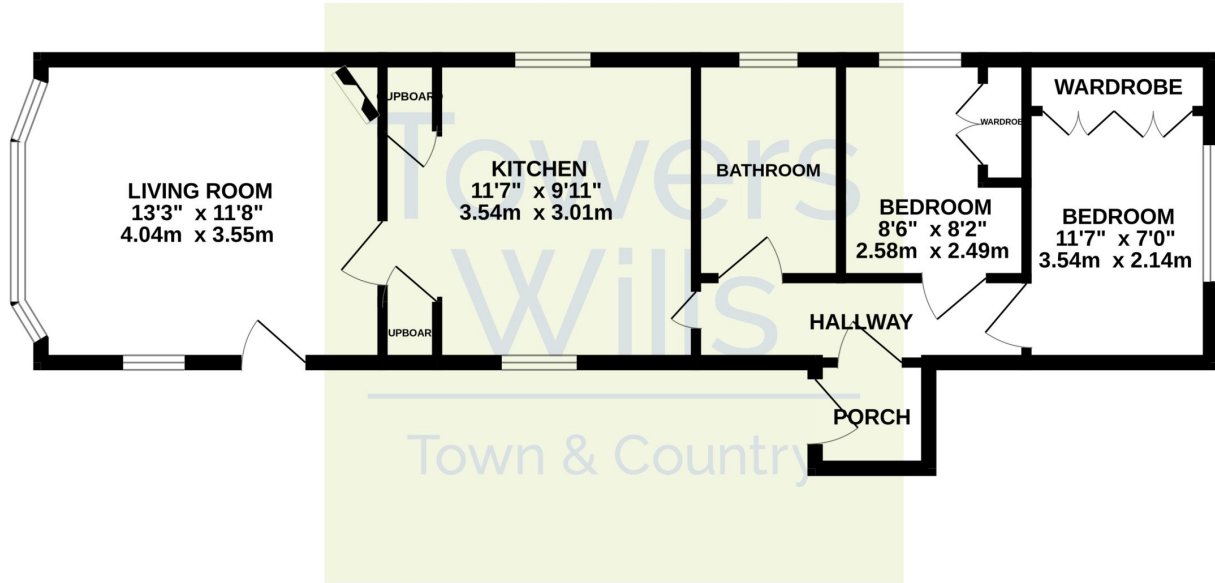 LIVING ROOM
13'3" x 11'8"
4.04m x 3.55m
UPBOARD
UPBOARD
KITCHEN
11'7" x 9'11"
3.54m x 3.01m
BATHROOM
BEDROOM
8'6" x 8'2"
2.58m x 2.49m
WARDROBE
WARDROBE
BEDROOM
11'7" x 7'0"
3.54m x 2.14m
HALLWAY
PORCH
Towers
Wills
Town & Country